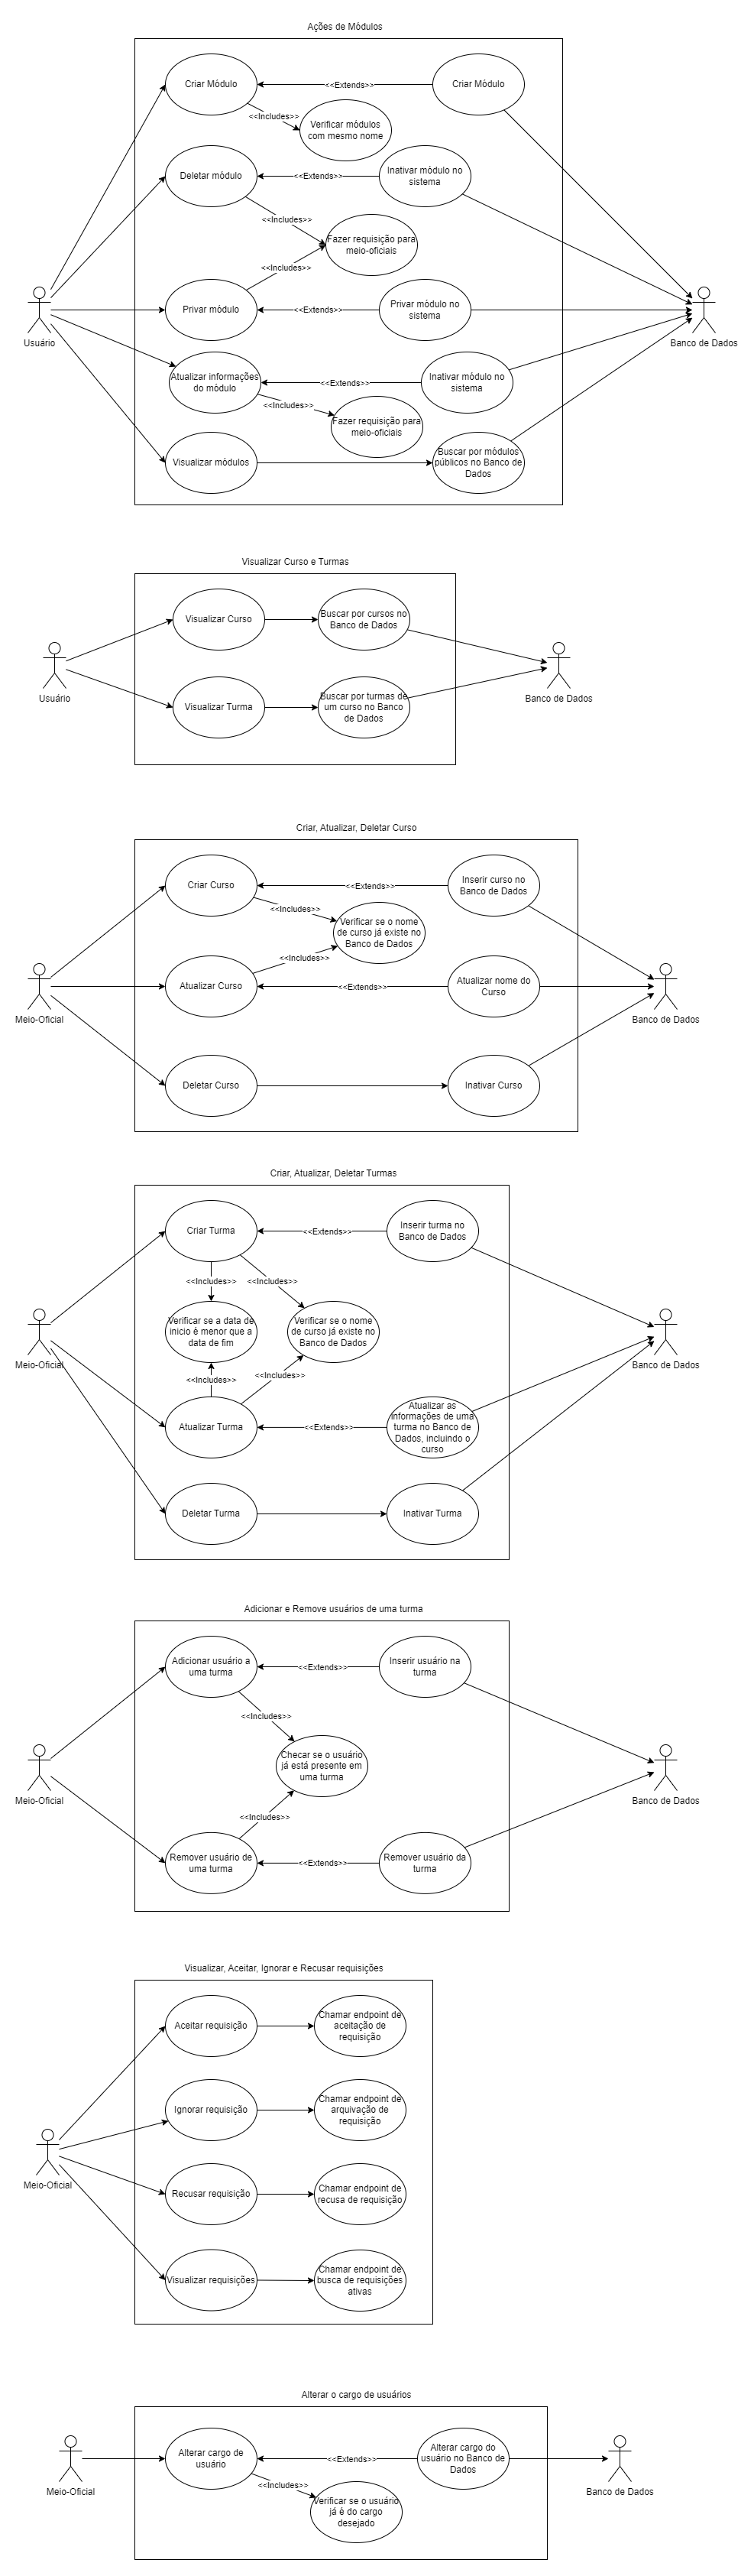 Ações de Módulos
Criar Módulo
<<Extends>>
Criar Módulo
<<Includes>>
Verificar módulos
com mesmo nome
Deletar módulo
<<Extends>>
Inativar módulo no
sistema
<<Includes>>
Fazer requisição para
meio-oficiais
<<Includes>>
Privar módulo
<<Extends>>
Privar módulo no
sistema
Usuário
Banco de Dados
Atualizar informações
do módulo
<<Extends>>
Inativar módulo no
sistema
<<Includes>>
Fazer requisição para
meio-oficiais
Visualizar módulos
Buscar por módulos
públicos no Banco de
Dados
Visualizar Curso e Turmas
Visualizar Curso
Buscar por cursos no
Banco de Dados
Usuário
Banco de Dados
Visualizar Turma
Buscar por turmas de
um curso no Banco
de Dados
Criar, Atualizar, Deletar Curso
Criar Curso
<<Extends>>
Inserir curso no
Banco de Dados
<<Includes>>
Verificar se o nome
de curso já existe no
Banco de Dados
<<Includes>>
Atualizar Curso
<<Extends>>
Atualizar nome do
Curso
Meio-Oficial
Banco de Dados
Deletar Curso
Inativar Curso
Criar, Atualizar, Deletar Turmas
Criar Turma
<<Extends>>
Inserir turma no
Banco de Dados
<<Includes>>
<<Includes>>
Verificar se a data de
inicio é menor que a
data de fim
Verificar se o nome
de curso já existe no
Banco de Dados
Meio-Oficial
Banco de Dados
<<Includes>>
<<Includes>>
Atualizar Turma
<<Extends>>
Atualizar as
informações de uma
turma no Banco de
Dados, incluindo o
curso
Deletar Turma
Inativar Turma
Adicionar e Remove usuários de uma turma
Adicionar usuário a
uma turma
<<Extends>>
Inserir usuário na
turma
<<Includes>>
Checar se o usuário
já está presente em
uma turma
Meio-Oficial
Banco de Dados
<<Includes>>
Remover usuário de
uma turma
<<Extends>>
Remover usuário da
turma
Visualizar, Aceitar, Ignorar e Recusar requisições
Aceitar requisição
Chamar endpoint de
aceitação de
requisição
Ignorar requisição
Chamar endpoint de
arquivação de
requisição
Meio-Oficial
Recusar requisição
Chamar endpoint de
recusa de requisição
Visualizar requisições
Chamar endpoint de
busca de requisições
ativas
Alterar o cargo de usuários
Alterar cargo de
usuário
<<Extends>>
Alterar cargo do
usuário no Banco de
Dados
<<Includes>>
Verificar se o usuário
já é do cargo
desejado
Meio-Oficial
Banco de Dados